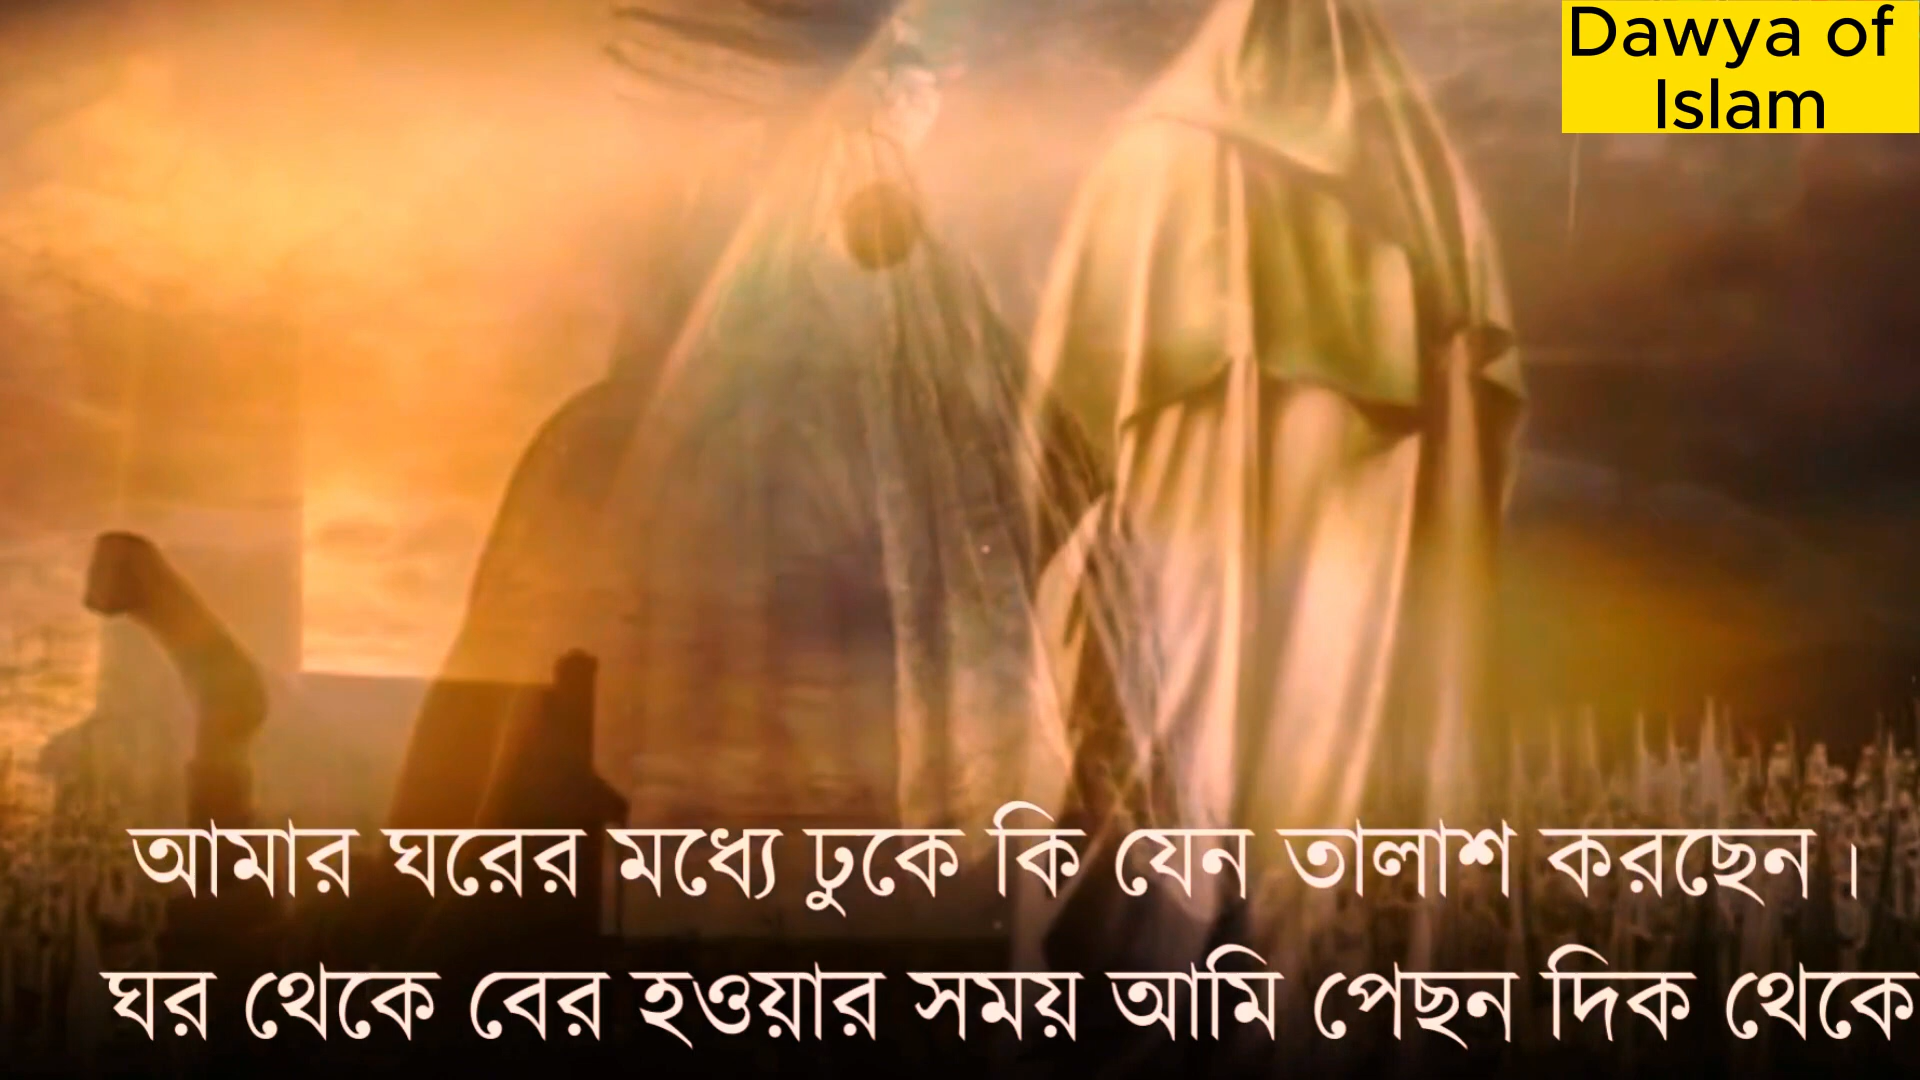 Dawya of
Islam
আমার ঘরের মধ্যে ঢুকে কি যেন তালাশ করছেন।
ঘর থেকে বের হওয়ার সময় আমি পেছন দিক থেকে